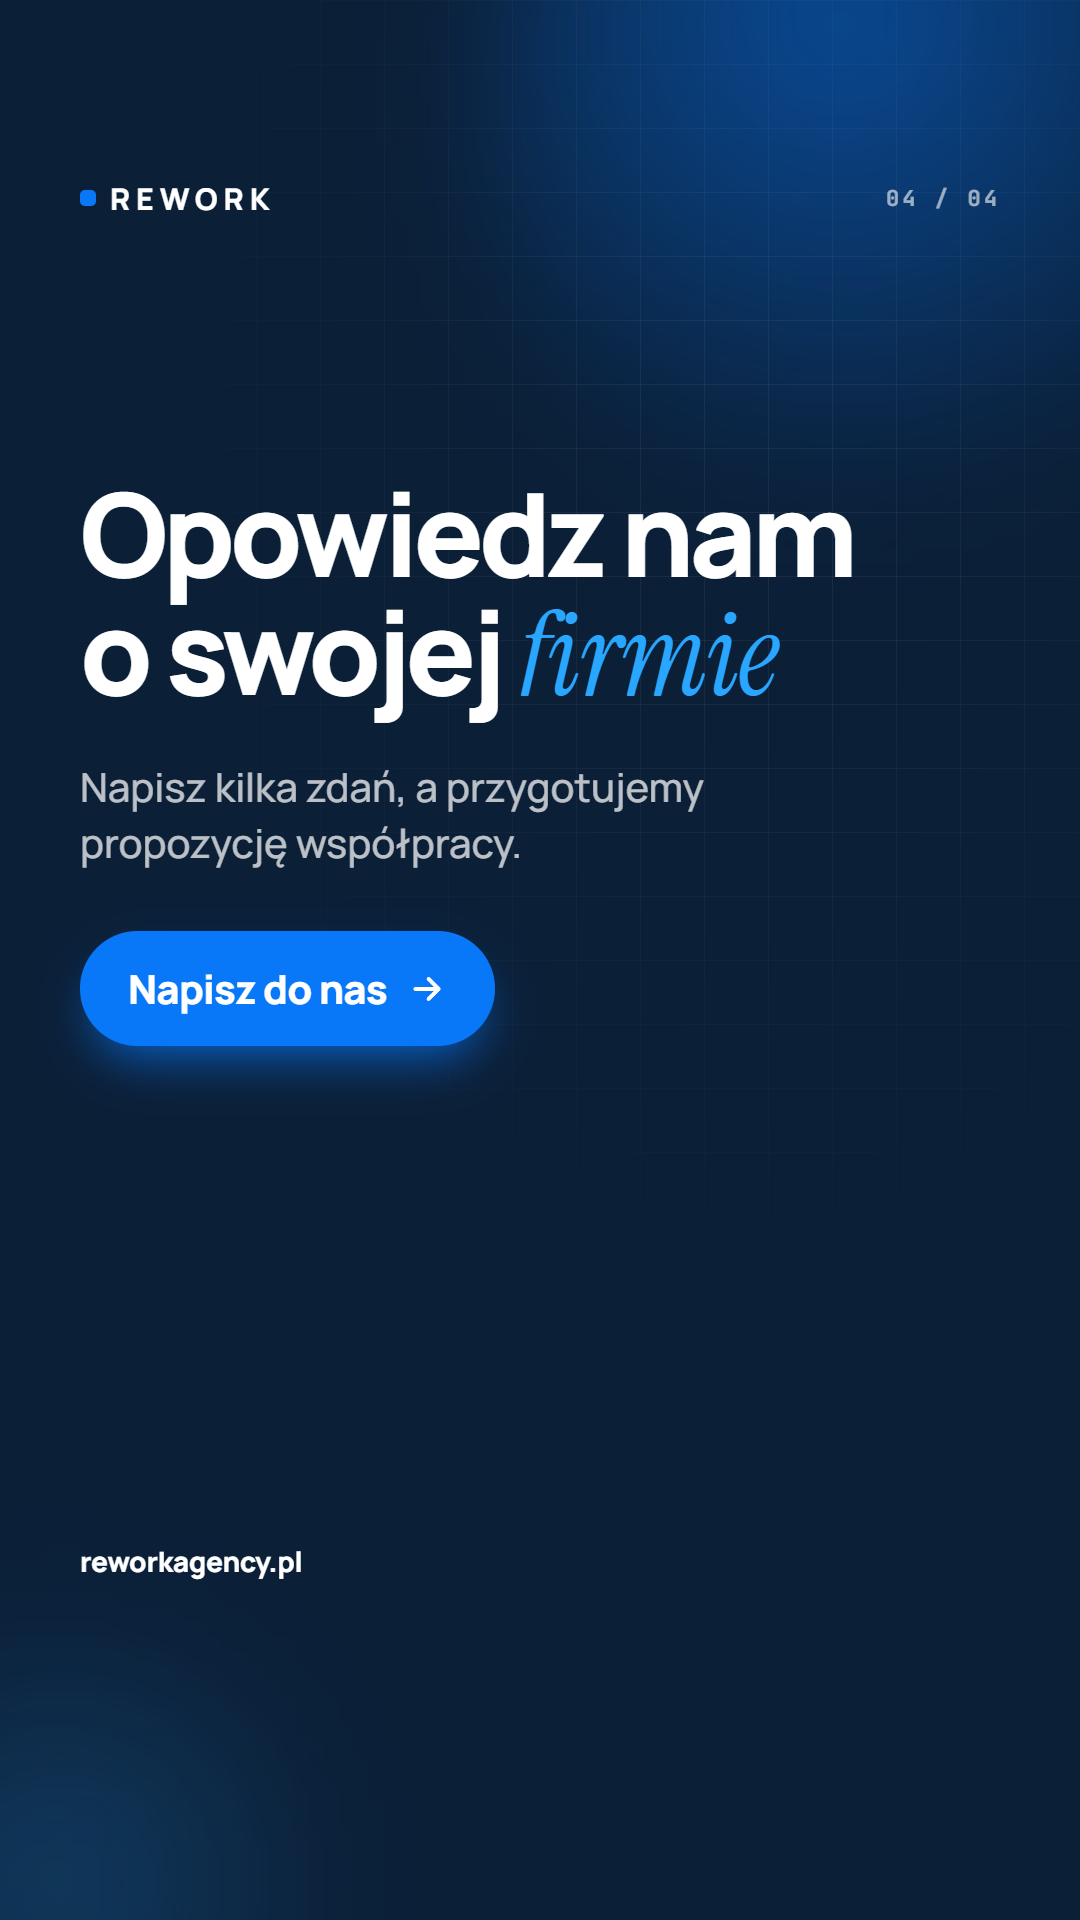 REWORK
04 / 04
Opowiedz nam
o swojej firmie
Napisz kilka zdań, a przygotujemy
propozycję współpracy.
Napisz do nas →
reworkagency.pl